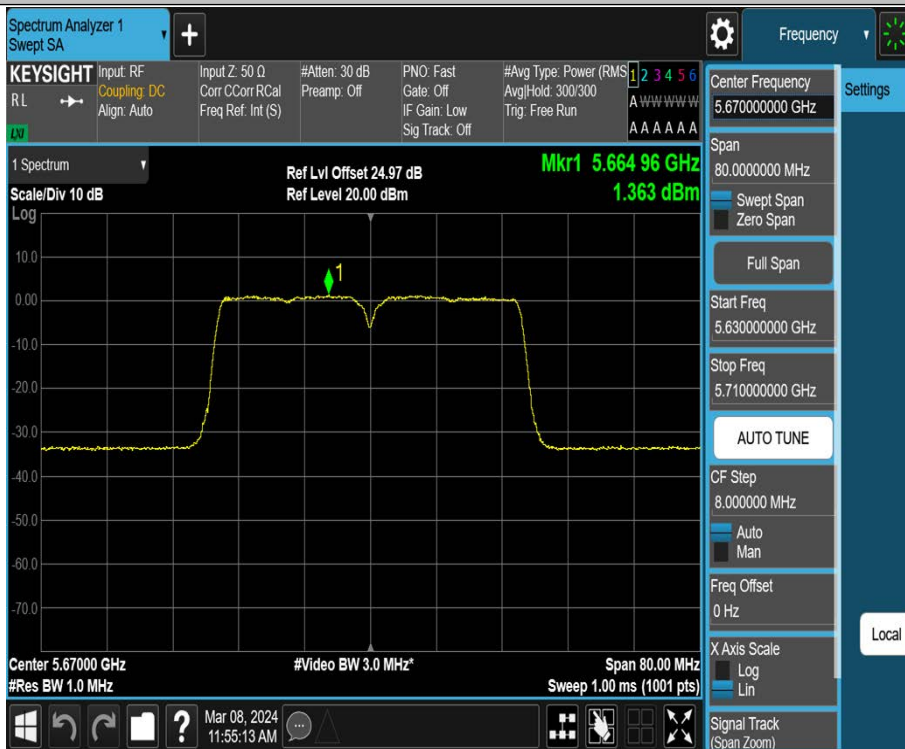 Spectrum Analyzer 1
Swept SA
+
Frequency
KEYSIGHT
RL
LXI
Input: RF
Coupling: DC
Align: Auto
Input Z: 50 Ω
Corr CCorr RCal
Freq Ref: Int (S)
#Atten: 30 dB
Preamp: Off
PNO: Fast
Gate: Off
IF Gain: Low
Sig Track: Off
#Avg Type: Power (RMS
Avg|Hold: 300/300
Trig: Free Run
1 2 3 4 5 6
A W W W W W
A A A A A A
1 Spectrum
Scale/Div 10 dB
Ref Lvl Offset 24.97 dB
Ref Level 20.00 dBm
Mkr1 5.664 96 GHz
1.363 dBm
Log
10.0
0.00
-10.0
-20.0
-30.0
-40.0
-50.0
-60.0
-70.0
1
Center 5.67000 GHz
#Res BW 1.0 MHz
#Video BW 3.0 MHz*
Span 80.00 MHz
Sweep 1.00 ms (1001 pts)
Mar 08, 2024
11:55:13 AM
?
Center Frequency
5.670000000 GHz
Span
80.0000000 MHz
Swept Span
Zero Span
Full Span
Start Freq
5.630000000 GHz
Stop Freq
5.710000000 GHz
AUTO TUNE
CF Step
8.000000 MHz
Auto
Man
Freq Offset
0 Hz
X Axis Scale
Log
Lin
Signal Track
(Span Zoom)
Settings
Local